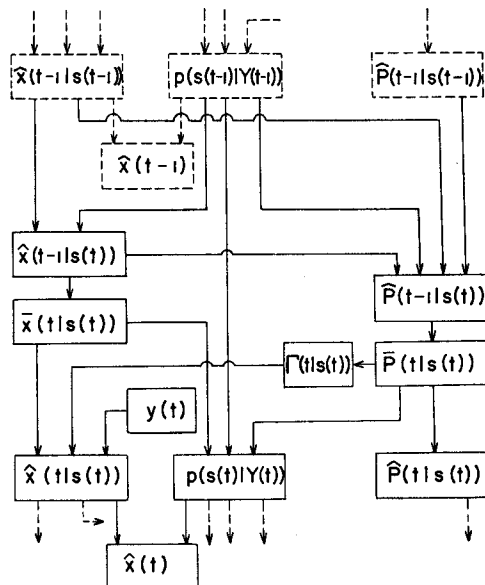 x̂(t-1|s(t-1))
p(s(t-1)|Y(t-1))
P̂(t-1|s(t-1))
x̂(t-1)
x̂(t-1|s(t))
P̂(t-1|s(t))
x̄(t|s(t))
Γ(t|s(t))
P̄(t|s(t))
y(t)
x̂(t|s(t))
p(s(t)|Y(t))
P̂(t|s(t))
x̂(t)